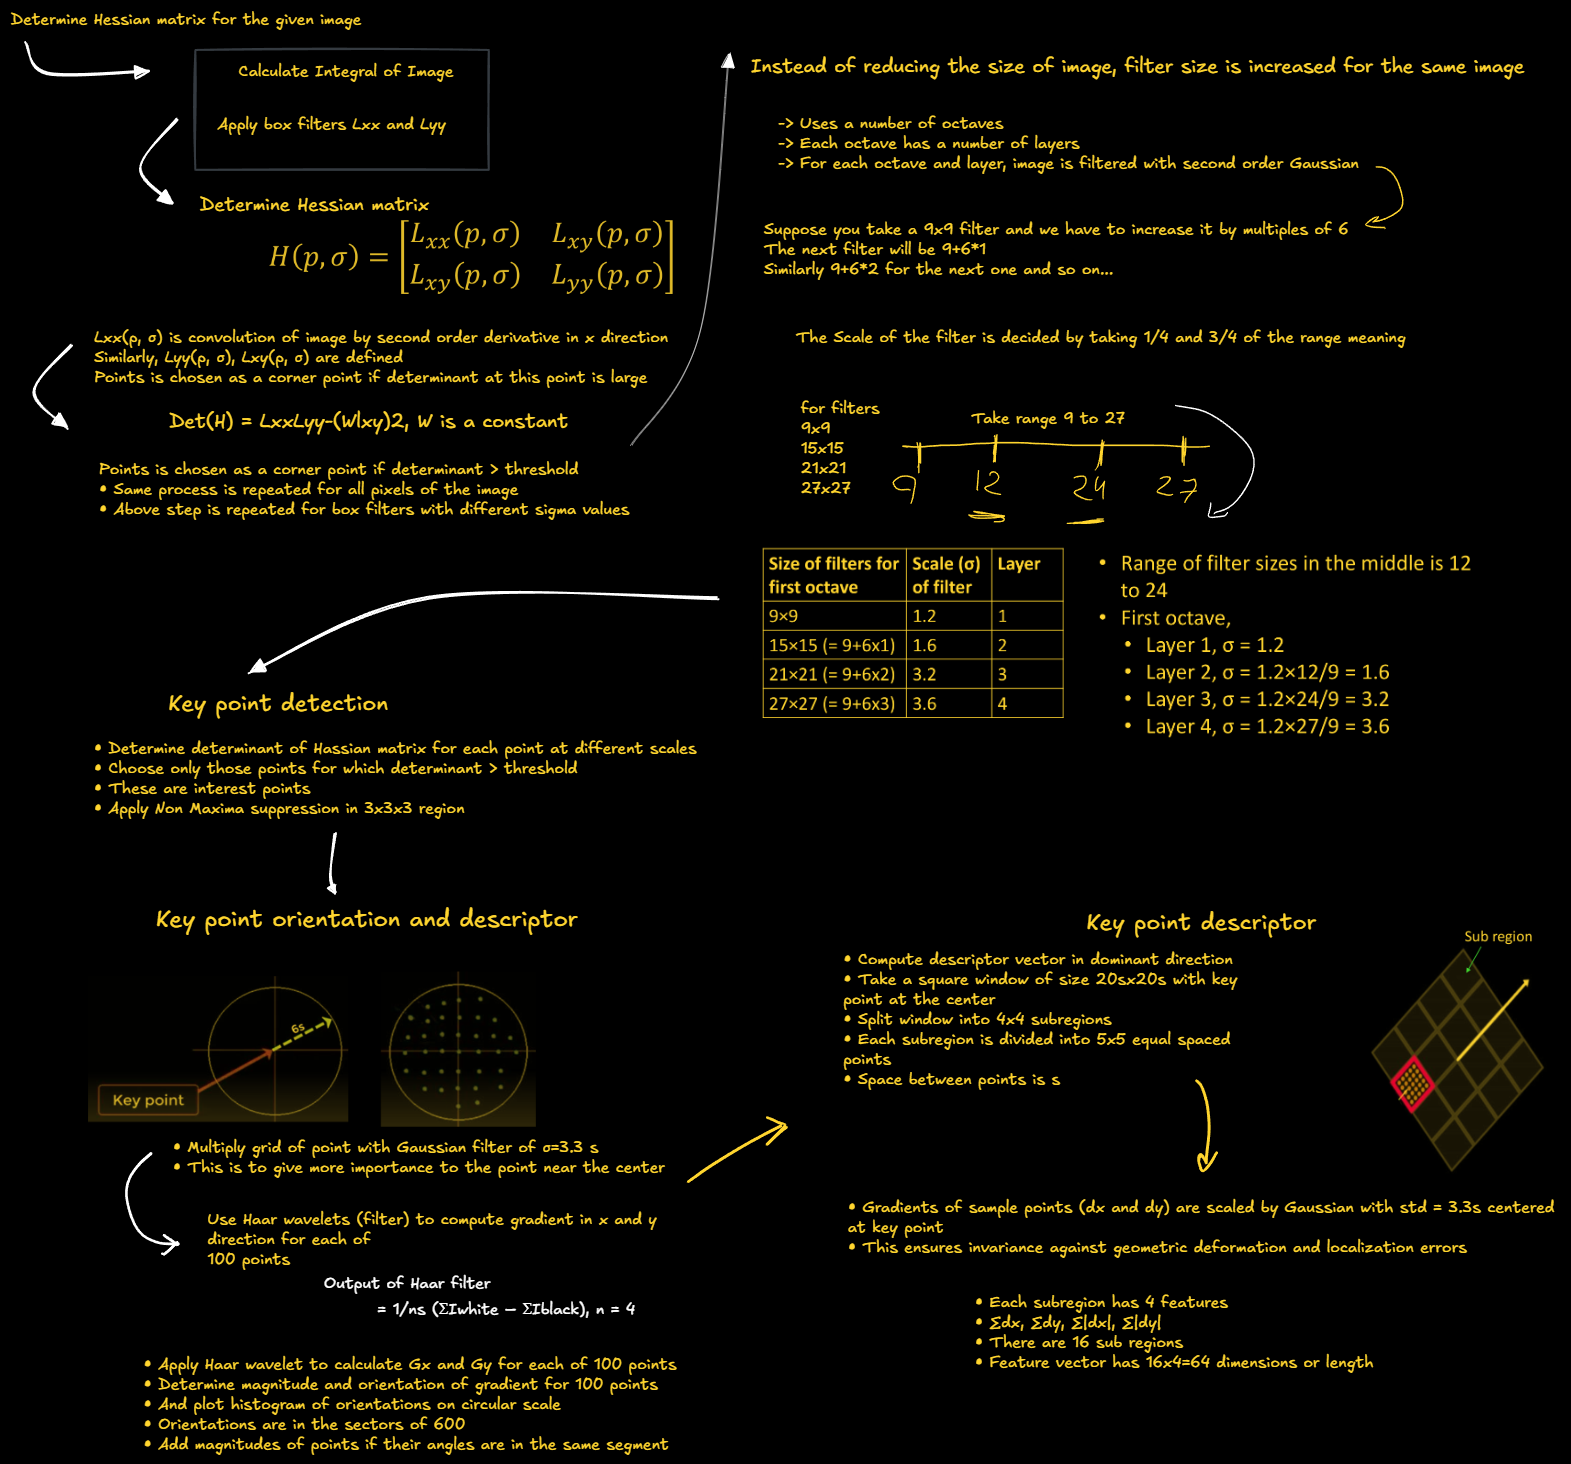 Determine Hessian matrix for the given image
Calculate Integral of Image
Apply box filters Lxx and Lyy
Determine Hessian matrix
H(p, σ) = [Lxx(p, σ) Lxy(p, σ)
Lxy(p, σ) Lyy(p, σ)]
Lxx(p, σ) is convolution of image by second order derivative in x direction
Similarly, Lyy(p, σ), Lxy(p, σ) are defined
Points is chosen as a corner point if determinant at this point is large
Det(H) = LxxLyy-(Wlxy)2, W is a constant
Points is chosen as a corner point if determinant > threshold
• Same process is repeated for all pixels of the image
• Above step is repeated for box filters with different sigma values
Instead of reducing the size of image, filter size is increased for the same image
-> Uses a number of octaves
-> Each octave has a number of layers
-> For each octave and layer, image is filtered with second order Gaussian
Suppose you take a 9x9 filter and we have to increase it by multiples of 6
The next filter will be 9+6*1
Similarly 9+6*2 for the next one and so on...
The Scale of the filter is decided by taking 1/4 and 3/4 of the range meaning
for filters
9x9
15x15
21x21
27x27
Take range 9 to 27
9 12 24 27
Size of filters for first octave Scale (σ) of filter Layer
9×9 1.2 1
15×15 (= 9+6x1) 1.6 2
21×21 (= 9+6x2) 3.2 3
27×27 (= 9+6x3) 3.6 4
• Range of filter sizes in the middle is 12
to 24
• First octave,
• Layer 1, σ = 1.2
• Layer 2, σ = 1.2×12/9 = 1.6
• Layer 3, σ = 1.2×24/9 = 3.2
• Layer 4, σ = 1.2×27/9 = 3.6
Key point detection
• Determine determinant of Hassian matrix for each point at different scales
• Choose only those points for which determinant > threshold
• These are interest points
• Apply Non Maxima suppression in 3x3x3 region
Key point orientation and descriptor
6s
Key point
• Multiply grid of point with Gaussian filter of σ=3.3 s
• This is to give more importance to the point near the center
Use Haar wavelets (filter) to compute gradient in x and y
direction for each of
100 points
Output of Haar filter
= 1/ns (ΣIwhite – ΣIblack), n = 4
• Apply Haar wavelet to calculate Gx and Gy for each of 100 points
• Determine magnitude and orientation of gradient for 100 points
• And plot histogram of orientations on circular scale
• Orientations are in the sectors of 600
• Add magnitudes of points if their angles are in the same segment
Key point descriptor
• Compute descriptor vector in dominant direction
• Take a square window of size 20sx20s with key
point at the center
• Split window into 4x4 subregions
• Each subregion is divided into 5x5 equal spaced
points
• Space between points is s
Sub region
• Gradients of sample points (dx and dy) are scaled by Gaussian with std = 3.3s centered
at key point
• This ensures invariance against geometric deformation and localization errors
• Each subregion has 4 features
• Σdx, Σdy, Σ|dx|, Σ|dy|
• There are 16 sub regions
• Feature vector has 16x4=64 dimensions or length